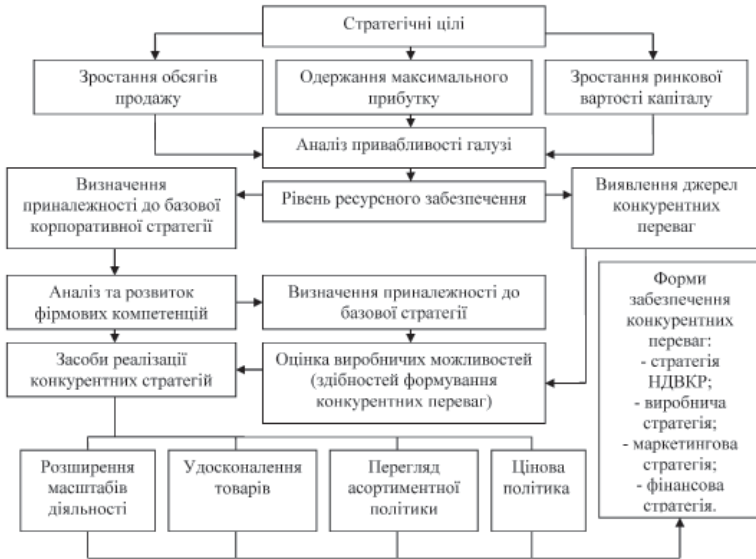 Стратегічні цілі
Зростання обсягів
продажу
Одержання максимального
прибутку
Зростання ринкової
вартості капіталу
Аналіз привабливості галузі
Визначення
приналежності до базової
корпоративної стратегії
Рівень ресурсного забезпечення
Виявлення джерел
конкурентних
переваг
Аналіз та розвиток
фірмових компетенцій
Визначення приналежності до
базової стратегії
Форми
забезпечення
конкурентних
переваг:
- стратегія
НДВКР;
- виробнича
стратегія;
- маркетингова
стратегія;
- фінансова
стратегія.
Засоби реалізації
конкурентних стратегій
Оцінка виробничих можливостей
(здібностей формування
конкурентних переваг)
Розширення
масштабів
діяльності
Удосконалення
товарів
Перегляд
асортиментної
політики
Цінова
політика